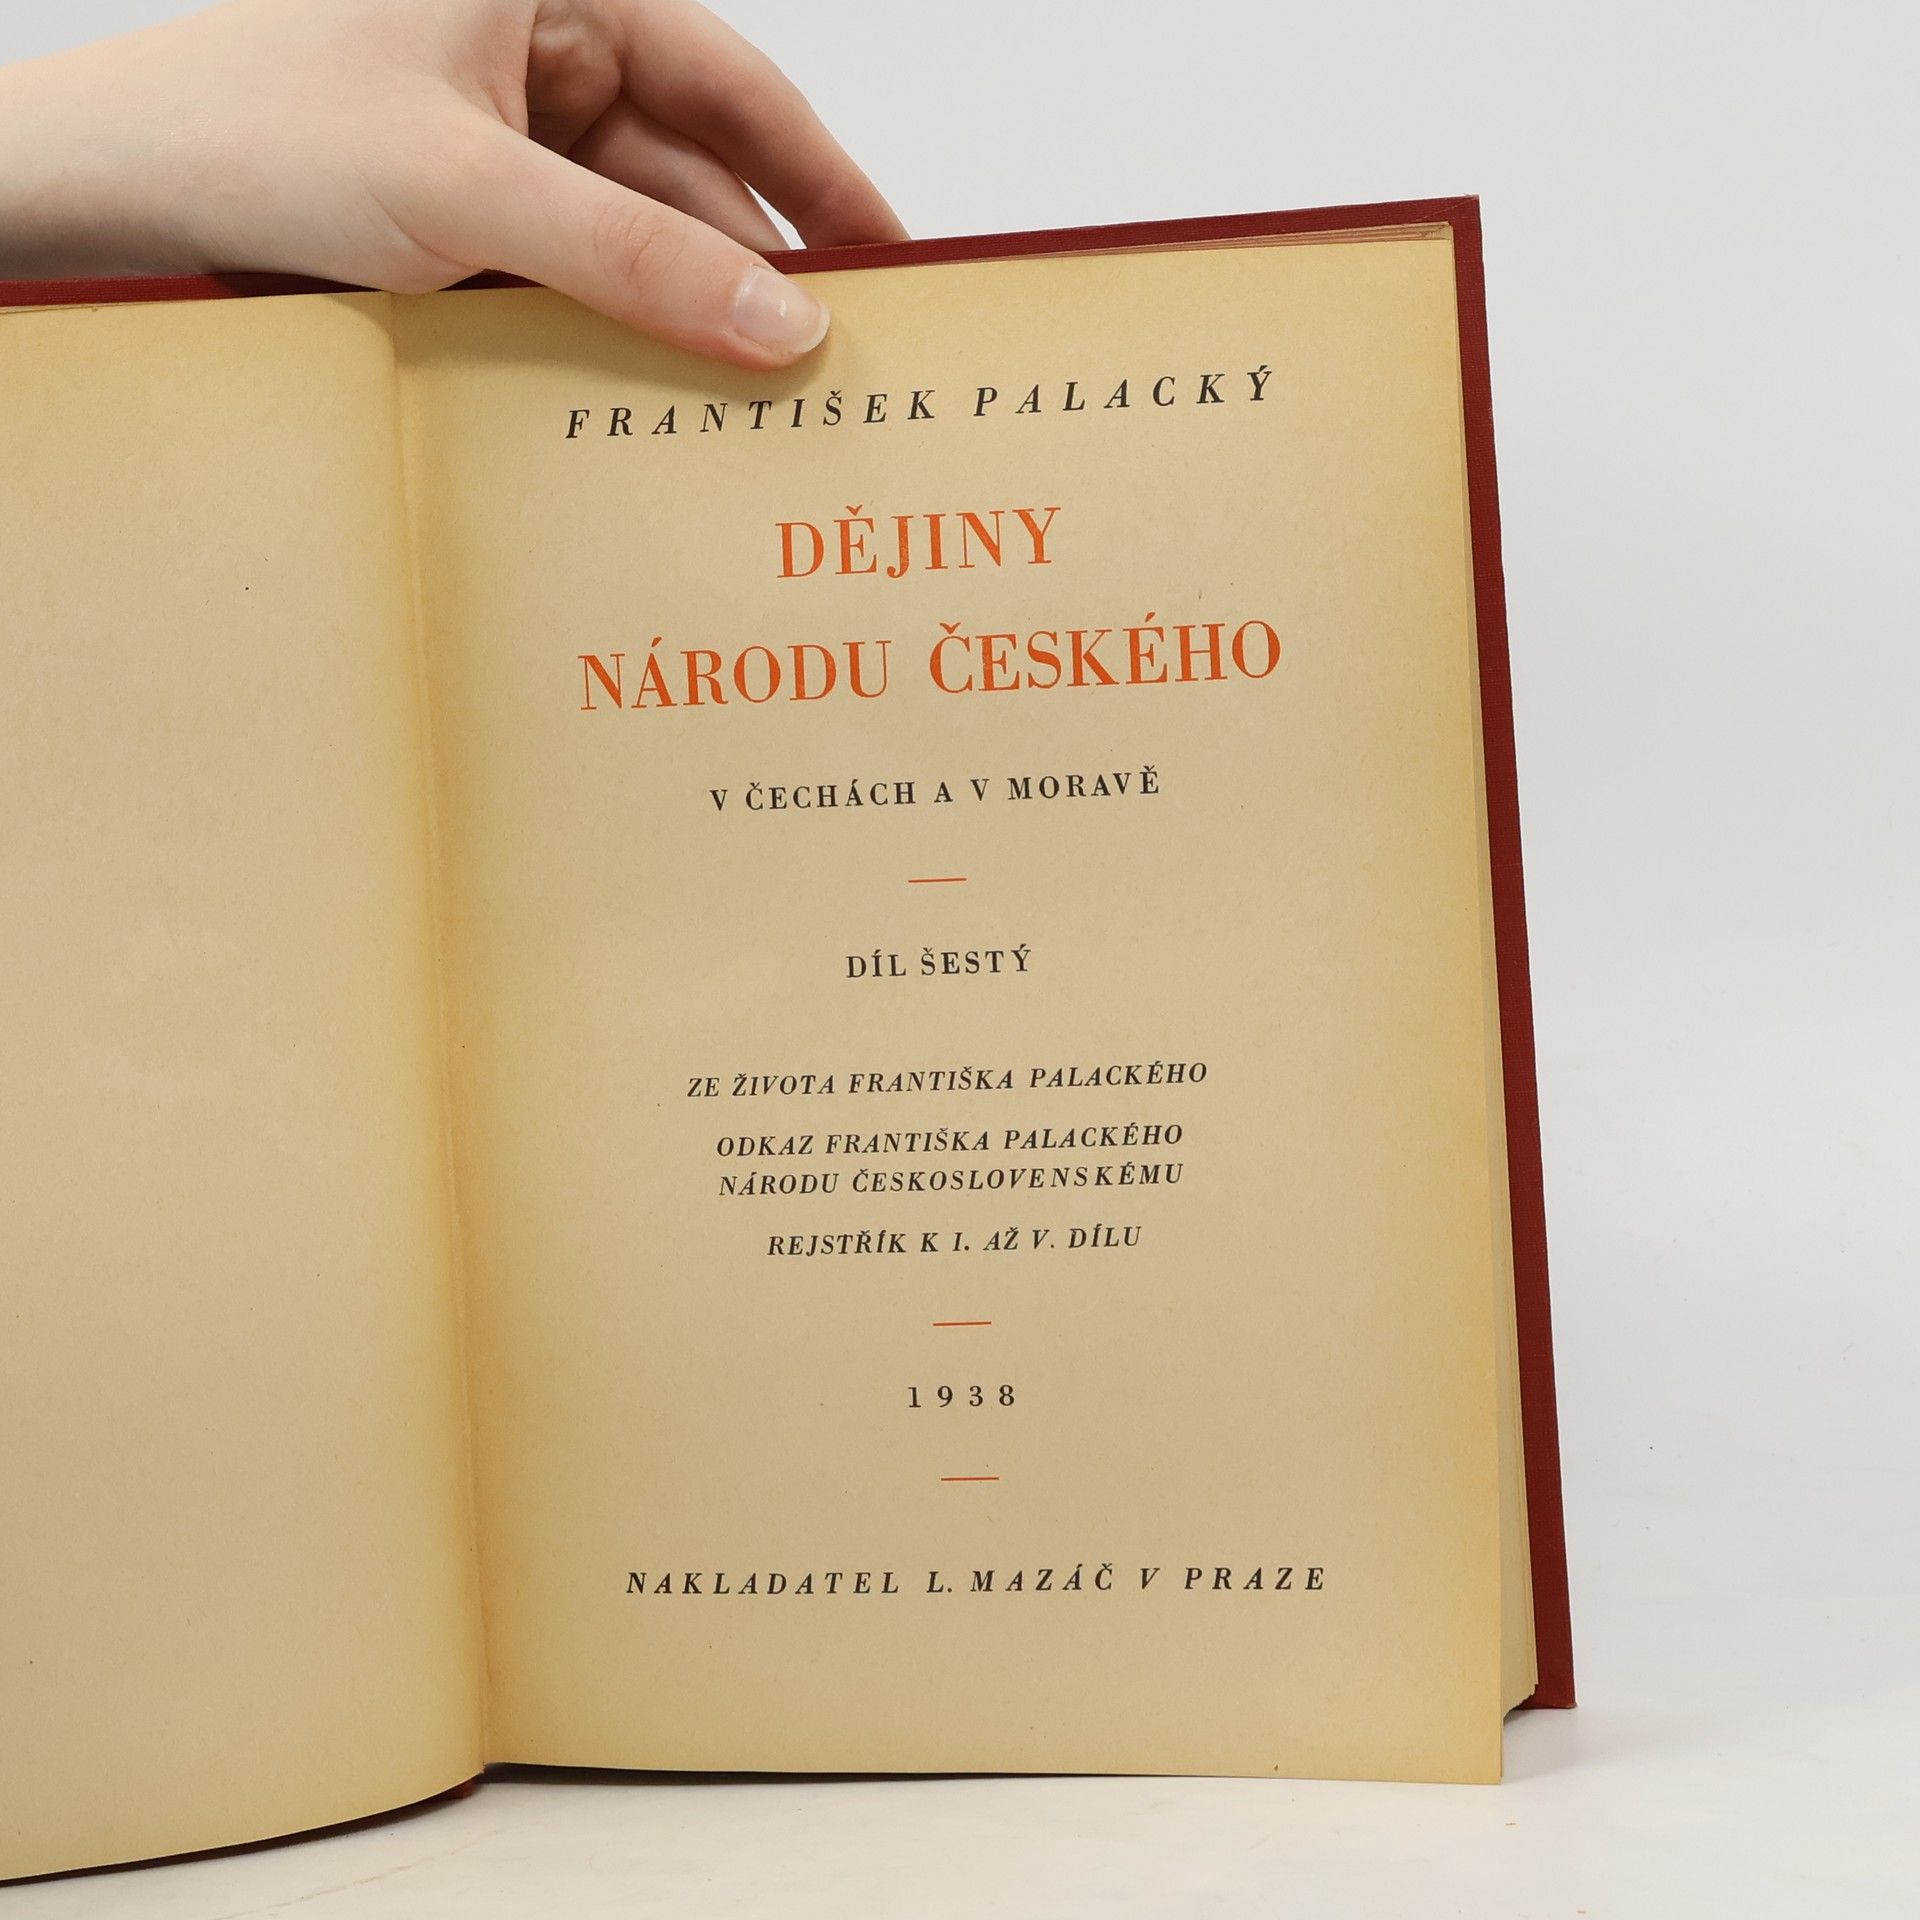 FRANTIŠEK PALACKÝ
DĚJINY
NÁRODU ČESKÉHO
V ČECHÁCH A V MORAVĚ
DÍL ŠESTÝ
ZE ŽIVOTA FRANTIŠKA PALACKÉHO
ODKAZ FRANTIŠKA PALACKÉHO
NÁRODU ČESKOSLOVENSKÉMU
REJSTŘÍK K I. AŽ V. DÍLU
1938
NAKLADATEL L. MAZÁČ V PRAZE